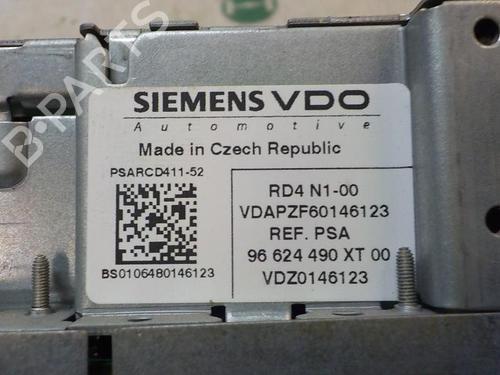 SIEMENS VDO
Automotive
Made in Czech Republic
PSARCD411-52
BS0106480146123
RD4 N1-00
VDAPZF60146123
REF. PSA
96 624 490 XT 00
VDZ0146123
B-PARTS